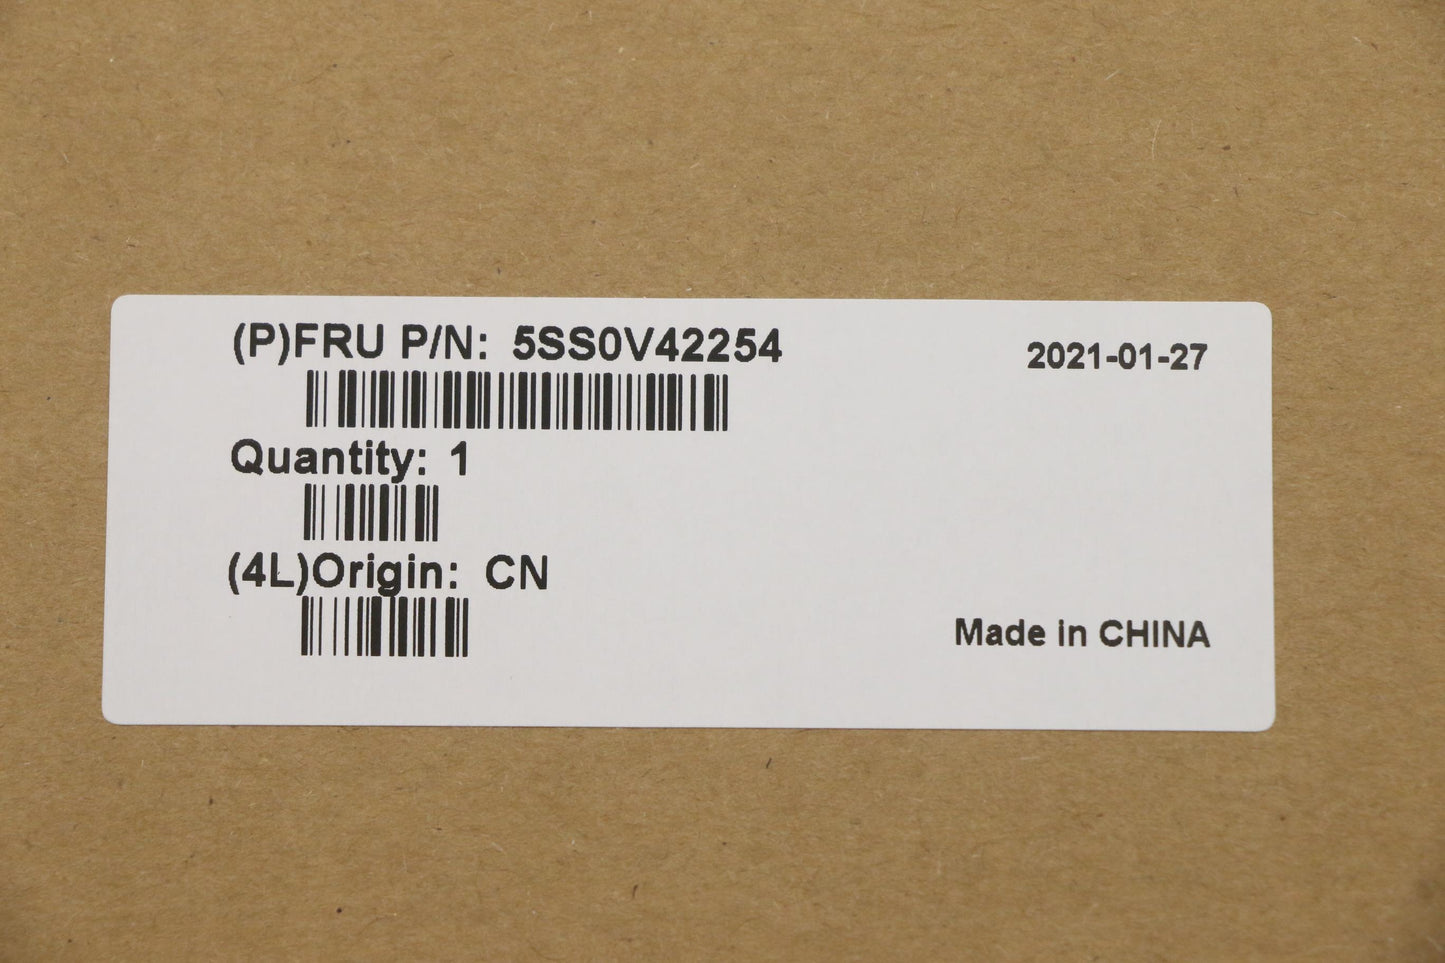 (P)FRU P/N: 5SS0V42254
2021-01-27
Quantity: 1
(4L)Origin: CN
Made in CHINA